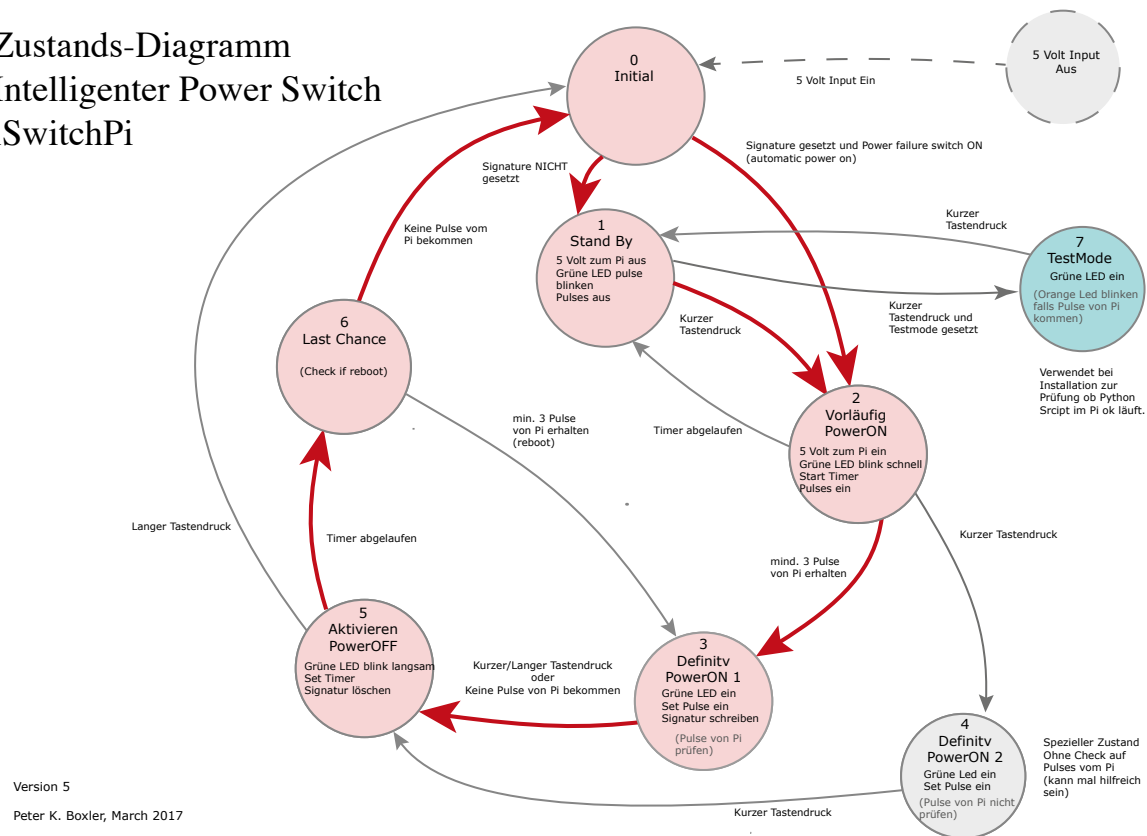 Zustands-Diagramm
Intelligenter Power Switch
iSwitchPi
0
Initial
5 Volt Input Ein
5 Volt Input
Aus
Signature NICHT
gesetzt
Signature gesetzt und Power failure switch ON
(automatic power on)
Keine Pulse vom
Pi bekommen
1
Stand By
5 Volt zum Pi aus
Grüne LED pulse
blinken
Pulses aus
Kurzer
Tastendruck
7
TestMode
Grüne LED ein
(Orange Led blinken
falls Pulse von Pi
kommen)
Kurzer
Tastendruck und
Testmode gesetzt
Kurzer
Tastendruck
Verwendet bei
Installation zur
Prüfung ob Python
Srcipt im Pi ok läuft.
6
Last Chance
(Check if reboot)
min. 3 Pulse
von Pi erhalten
(reboot)
Timer abgelaufen
2
Vorläufig
PowerON
5 Volt zum Pi ein
Grüne LED blink schnell
Start Timer
Pulses ein
Langer Tastendruck
Timer abgelaufen
Kurzer Tastendruck
mind. 3 Pulse
von Pi erhalten
5
Aktivieren
PowerOFF
Grüne LED blink langsam
Set Timer
Signatur löschen
Kurzer/Langer Tastendruck
oder
Keine Pulse von Pi bekommen
3
Definitv
PowerON 1
Grüne LED ein
Set Pulse ein
Signatur schreiben
(Pulse von Pi
prüfen)
4
Definitv
PowerON 2
Grüne Led ein
Set Pulse ein
(Pulse von Pi nicht
prüfen)
Spezieller Zustand
Ohne Check auf
Pulses vom Pi
(kann mal hilfreich
sein)
Kurzer Tastendruck
Version 5
Peter K. Boxler, March 2017